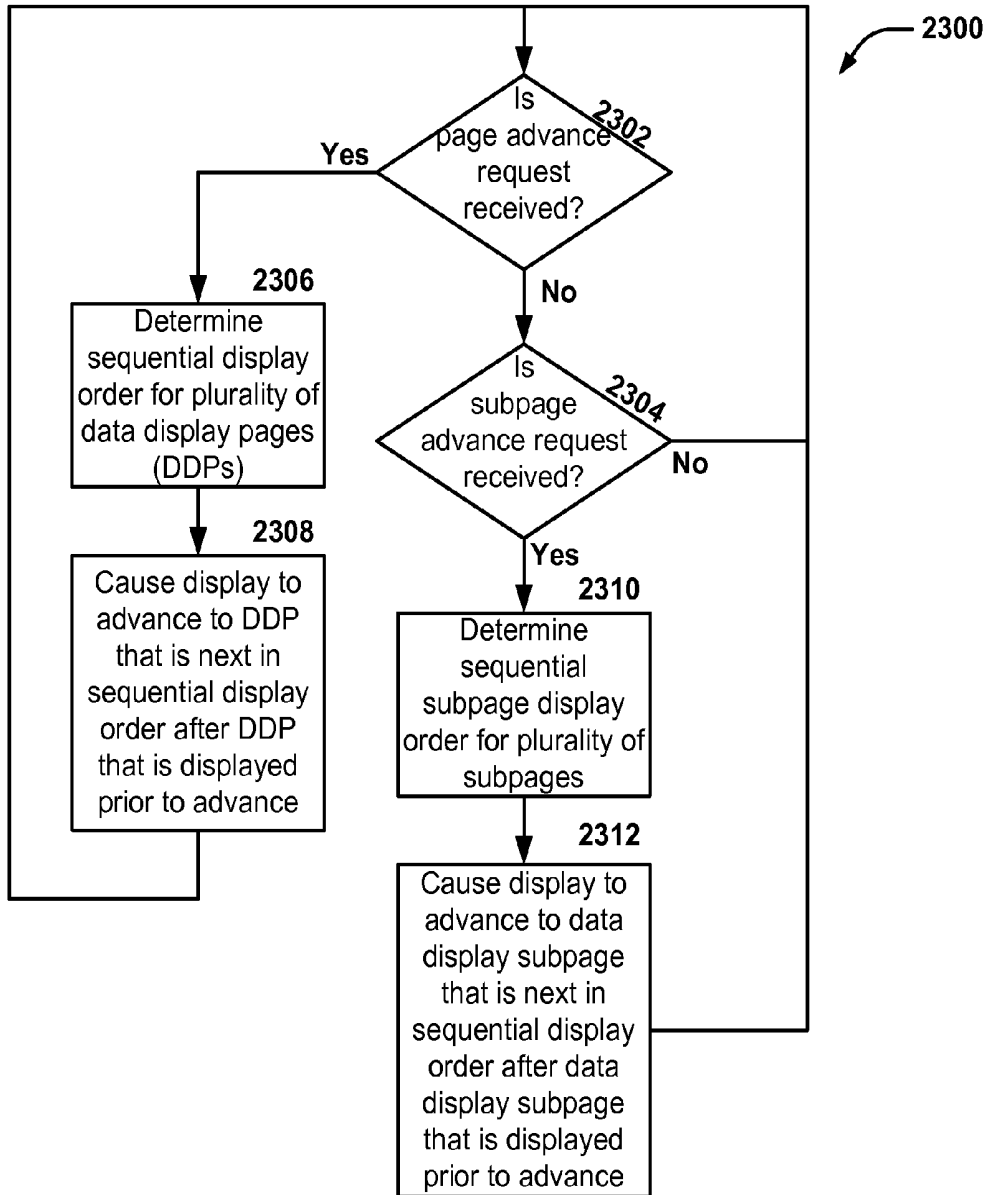 2300
Is
2302
page advance
request
received?
Yes
No
2306
Determine
sequential display
order for plurality of
data display pages
(DDPs)
Is
2304
subpage
advance request
received?
No
Yes
2308
Cause display to
advance to DDP
that is next in
sequential display
order after DDP
that is displayed
prior to advance
2310
Determine
sequential
subpage display
order for plurality of
subpages
2312
Cause display to
advance to data
display subpage
that is next in
sequential display
order after data
display subpage
that is displayed
prior to advance